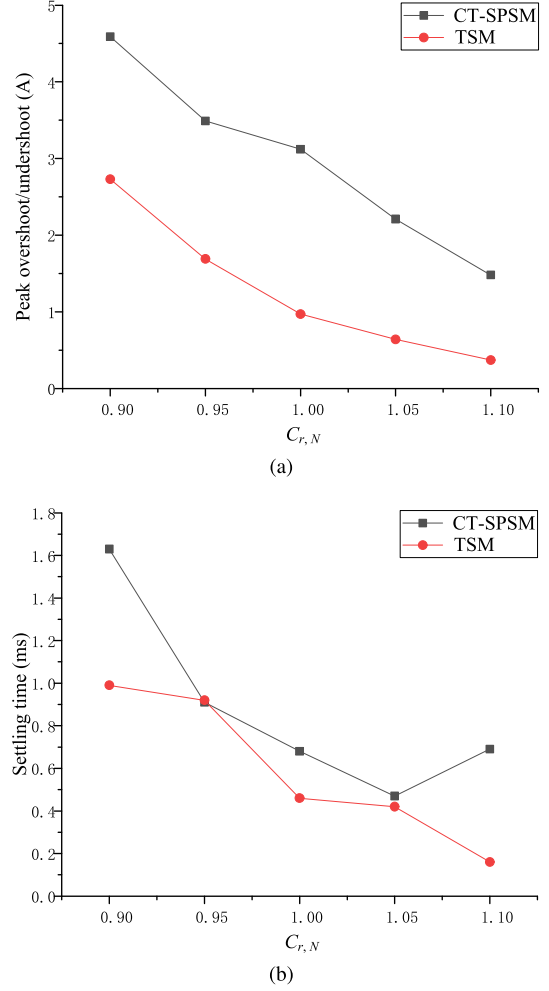 CT-SPSM
TSM
Peak overshoot/undershoot (A)
5
4
3
2
1
0
0.90 0.95 1.00 1.05 1.10
C_{r,N}
(a)
CT-SPSM
TSM
Settling time (ms)
1.8
1.6
1.4
1.2
1.0
0.8
0.6
0.4
0.2
0.0
0.90 0.95 1.00 1.05 1.10
C_{r,N}
(b)